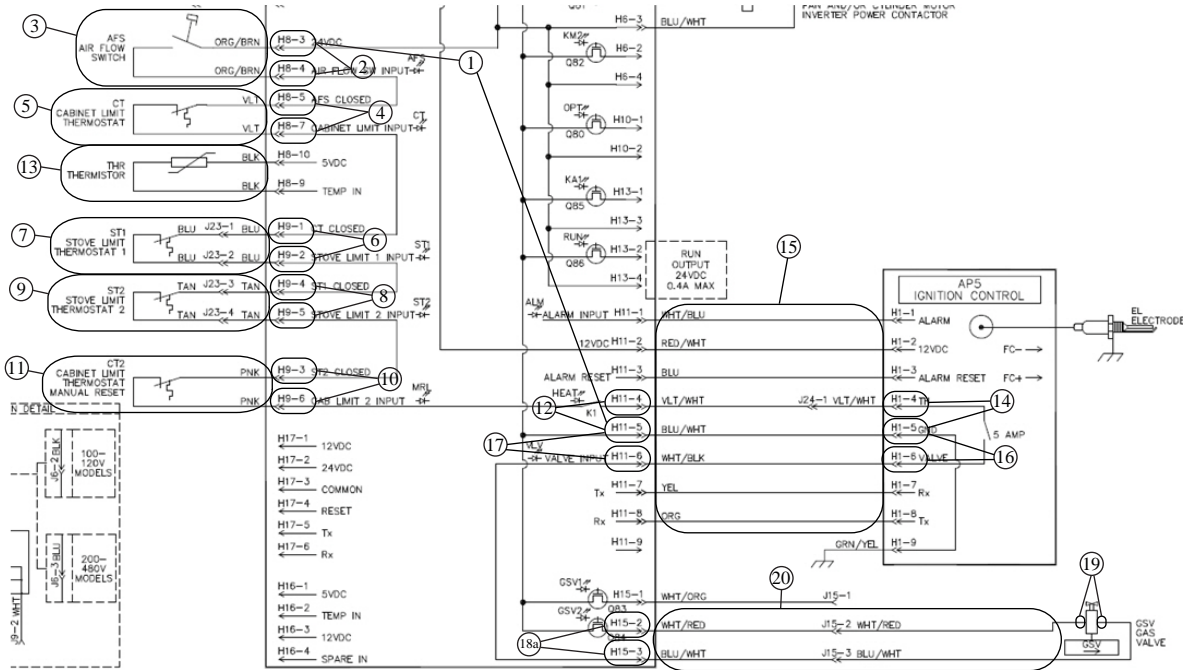 FAN AND/OR CYLINDER MOTOR
INVERTER POWER CONTACTOR
H6-3 BLU/WHT
3
AFS
AIR FLOW
SWITCH
ORG/BRN H8-3 24VDC
ORG/BRN H8-4 AIR FLOW SW INPUT
AFS
2
1
KM2
Q82
H6-2
H6-4
5
CT
CABINET LIMIT
THERMOSTAT
VLT H8-5 AFS CLOSED
VLT H8-7 CABINET LIMIT INPUT
CT
4
OPT
Q80
H10-1
H10-2
13
THR
THERMISTOR
BLK H8-10 5VDC
BLK H8-9 TEMP IN
KA1
Q85
H13-1
H13-3
7
ST1
STOVE LIMIT
THERMOSTAT 1
BLU J23-1 BLU H9-1 CT CLOSED
BLU J23-2 BLU H9-2 STOVE LIMIT 1 INPUT
ST1
6
RUN
Q86
H13-2
H13-4
RUN
OUTPUT
24VDC
0.4A MAX
15
9
ST2
STOVE LIMIT
THERMOSTAT 2
TAN J23-3 TAN H9-4 ST1 CLOSED
TAN J23-4 TAN H9-5 STOVE LIMIT 2 INPUT
ST2
8
AP5
IGNITION CONTROL
EL
ELECTRODE
ALM
ALARM INPUT H11-1 WHT/BLU H1-1 ALARM
12VDC H11-2 RED/WHT H1-2 12VDC FC-
11
CT2
CABINET LIMIT
THERMOSTAT
MANUAL RESET
PNK H9-3 ST2 CLOSED
PNK H9-6 CAB LIMIT 2 INPUT
MRL
10
ALARM RESET H11-3 BLU H1-3 ALARM RESET FC+
HEAT
K1
12
H11-4 VLT/WHT J24-1 VLT/WHT H1-4 TH
14
H11-5 BLU/WHT H1-5 GND
5 AMP
17
VLV
VALVE INPUT H11-6 WHT/BLK H1-6 VALVE
16
Tx H11-7 YEL H1-7 Rx
Rx H11-8 ORG H1-8 Tx
H11-9
GRN/YEL H1-9
N DETAIL
J6-2 BLK
100-
120V
MODELS
J6-3 BLU
200-
480V
MODELS
J9-2 WHT
H17-1 12VDC
H17-2 24VDC
H17-3 COMMON
H17-4 RESET
H17-5 Tx
H17-6 Rx
H16-1 5VDC
H16-2 TEMP IN
H16-3 12VDC
H16-4 SPARE IN
20
19
GSV1
Q83
H15-1 WHT/ORG J15-1
GSV2
H15-2 WHT/RED J15-2 WHT/RED
18a
H15-3 BLU/WHT J15-3 BLU/WHT
GSV
GSV
GAS
VALVE